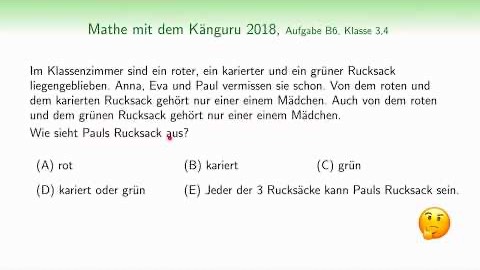 Mathe mit dem Känguru 2018, Aufgabe B6, Klasse 3,4
Im Klassenzimmer sind ein roter, ein karierter und ein grüner Rucksack
liegengeblieben. Anna, Eva und Paul vermissen sie schon. Von dem roten und
dem karierten Rucksack gehört nur einer einem Mädchen. Auch von dem roten
und dem grünen Rucksack gehört nur einer einem Mädchen.
Wie sieht Pauls Rucksack aus?
(A) rot (B) kariert (C) grün
(D) kariert oder grün (E) Jeder der 3 Rucksäcke kann Pauls Rucksack sein.